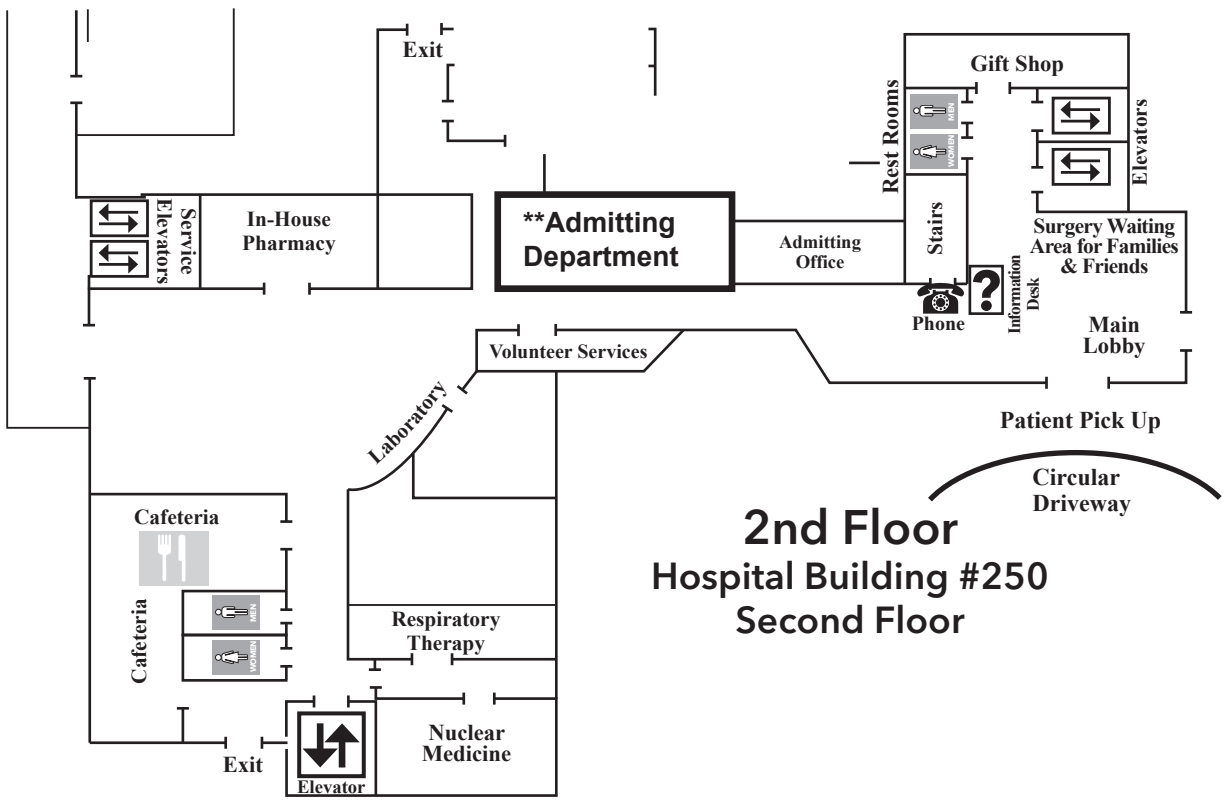 Exit
Gift Shop
Rest Rooms
MEN
WOMEN
Elevators
Service
Elevators
In-House
Pharmacy
**Admitting
Department
Admitting
Office
Stairs
Surgery Waiting
Area for Families
& Friends
?
Information
Desk
Phone
Main
Lobby
Volunteer Services
Laboratory
Patient Pick Up
Circular
Driveway
Cafeteria
Cafeteria
MEN
WOMEN
Respiratory
Therapy
Nuclear
Medicine
Exit
Elevator
2nd Floor
Hospital Building #250
Second Floor